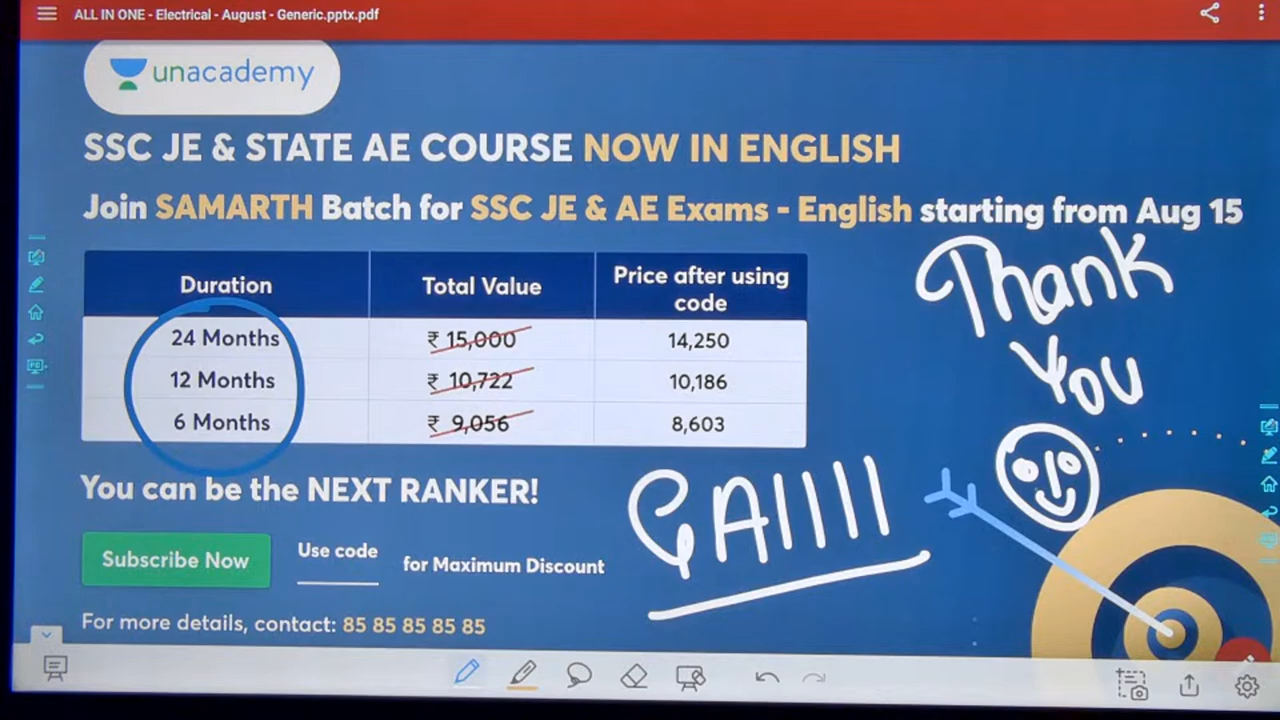 ALL IN ONE - Electrical - August - Generic.pptx.pdf
unacademy
SSC JE & STATE AE COURSE NOW IN ENGLISH
Join SAMARTH Batch for SSC JE & AE Exams - English starting from Aug 15
Duration Total Value Price after using code
24 Months ₹ 15,000 14,250
12 Months ₹ 10,722 10,186
6 Months ₹ 9,056 8,603
Thank
You
You can be the NEXT RANKER!
GA1111
Subscribe Now Use code for Maximum Discount
For more details, contact: 85 85 85 85 85